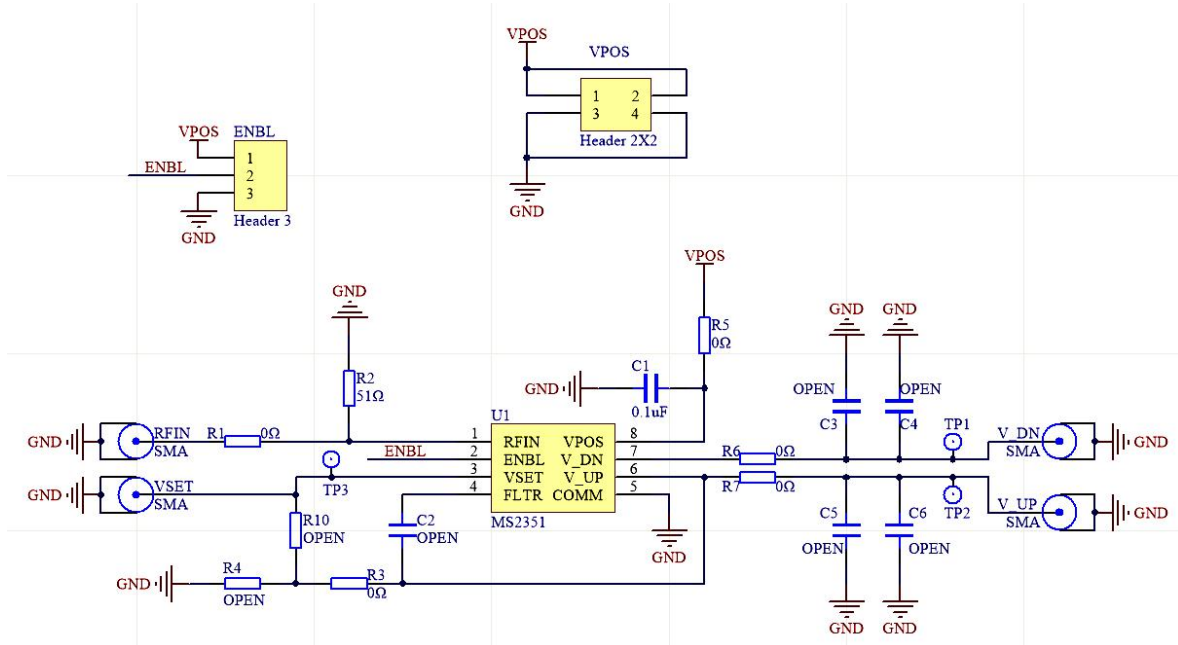 VPOS
VPOS
1 2
3 4
Header 2X2
GND
VPOS ENBL
ENBL
1
2
3
Header 3
GND
VPOS
GND
R5
0Ω
GND GND
C1
GND
0.1uF
R2
51Ω
OPEN OPEN
C3 C4
U1
GND RFIN R1 0Ω
SMA
1 RFIN VPOS 8
ENBL 2 ENBL V_DN 7 R6 0Ω
3 VSET V_UP 6 R7 0Ω
4 FLTR COMM 5
MS2351
TP1
V_DN
SMA
GND
GND VSET
SMA
TP3
TP2
V_UP
SMA
GND
R10
OPEN
C2
OPEN
GND
C5 C6
OPEN OPEN
GND R4
OPEN
R3
0Ω
GND GND